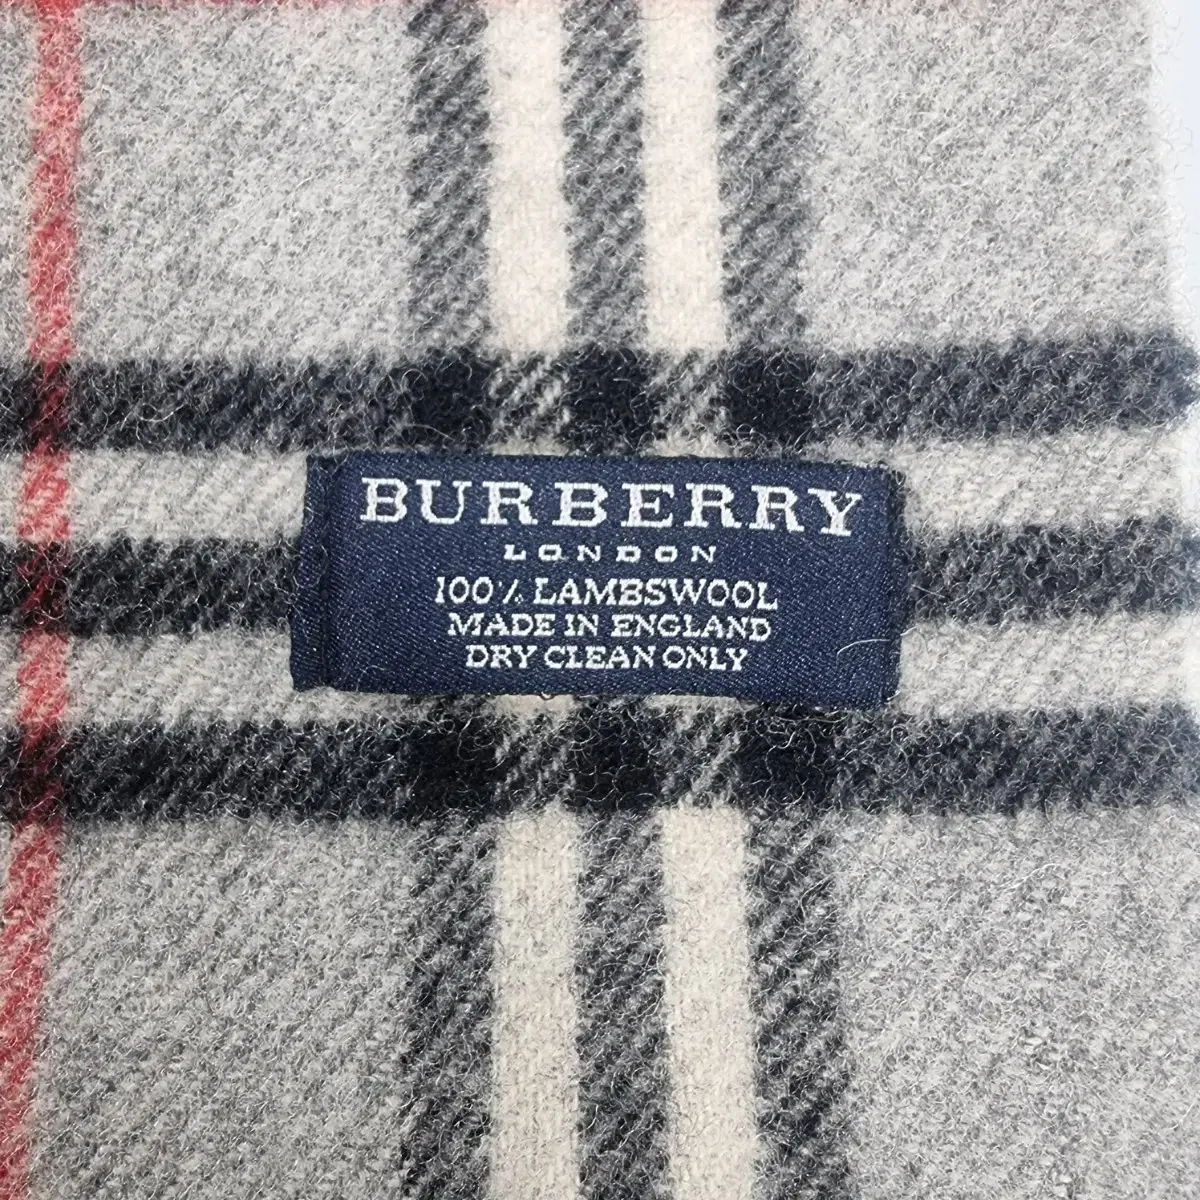 BURBERRY
LONDON
100% LAMBSWOOL
MADE IN ENGLAND
DRY CLEAN ONLY